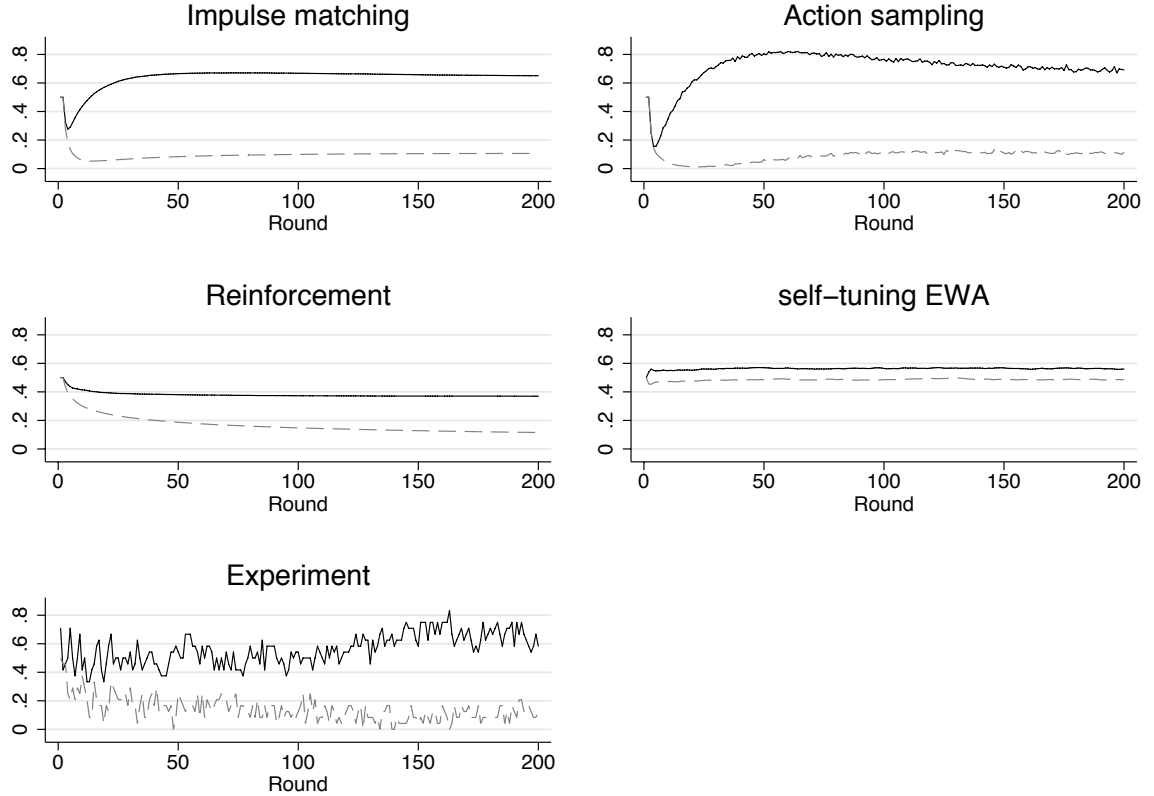 Impulse matching
.8
.6
.4
.2
0
0 50 100 150 200
Round
Action sampling
.8
.6
.4
.2
0
0 50 100 150 200
Round
Reinforcement
.8
.6
.4
.2
0
0 50 100 150 200
Round
self−tuning EWA
.8
.6
.4
.2
0
0 50 100 150 200
Round
Experiment
.8
.6
.4
.2
0
0 50 100 150 200
Round